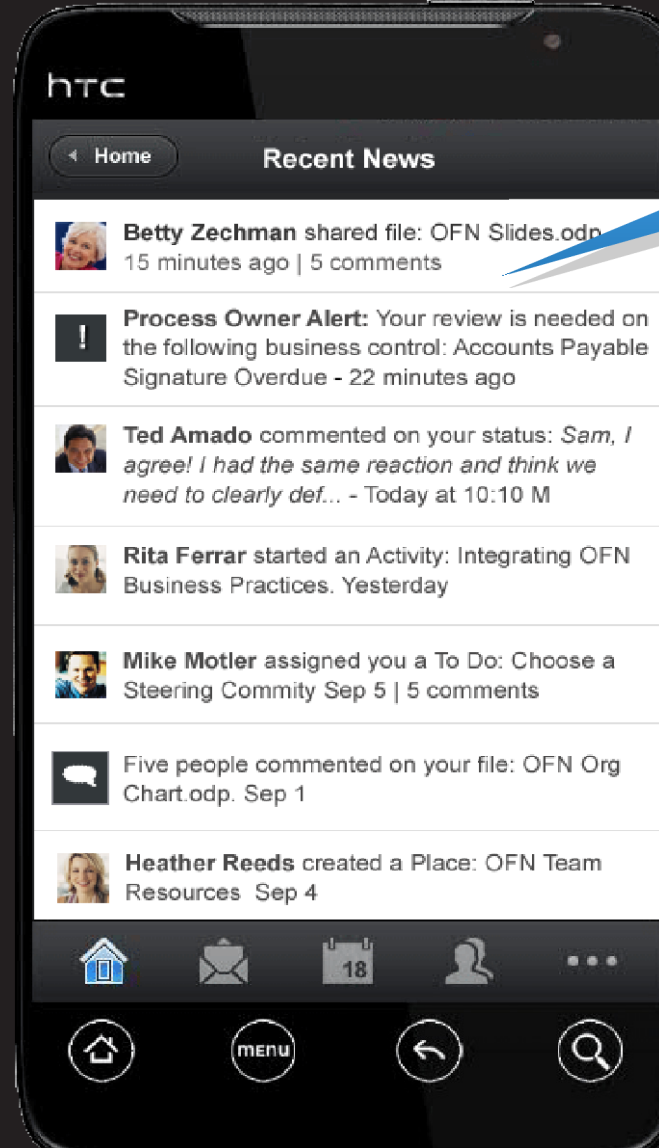 hTC
Home
Recent News
Betty Zechman shared file: OFN Slides.odp
15 minutes ago | 5 comments
!
Process Owner Alert: Your review is needed on
the following business control: Accounts Payable
Signature Overdue - 22 minutes ago
Ted Amado commented on your status: Sam, I
agree! I had the same reaction and think we
need to clearly def... - Today at 10:10 M
Rita Ferrar started an Activity: Integrating OFN
Business Practices. Yesterday
Mike Motler assigned you a To Do: Choose a
Steering Commity Sep 5 | 5 comments
Five people commented on your file: OFN Org
Chart.odp. Sep 1
Heather Reeds created a Place: OFN Team
Resources Sep 4
18
menu